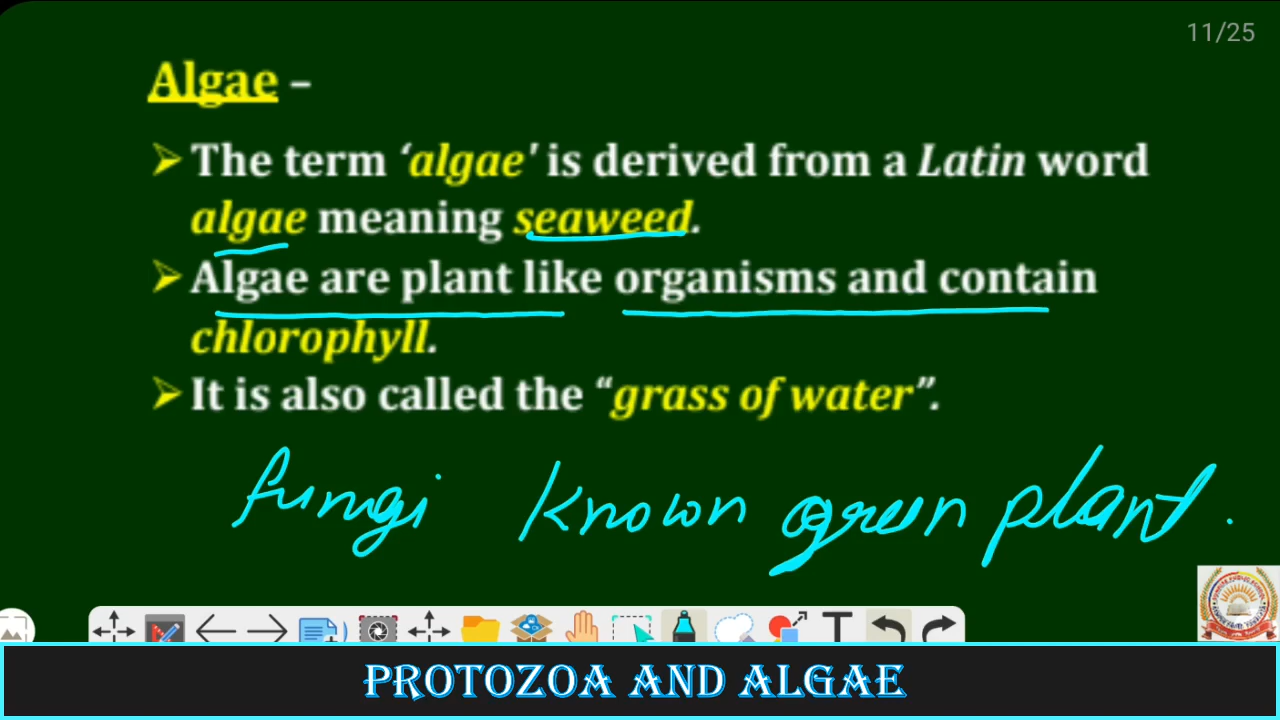 11/25
Algae –
➢ The term ‘algae’ is derived from a Latin word
algae meaning seaweed.
➢ Algae are plant like organisms and contain
chlorophyll.
➢ It is also called the “grass of water”.
fungi known green plant.
T
PROTOZOA AND ALGAE